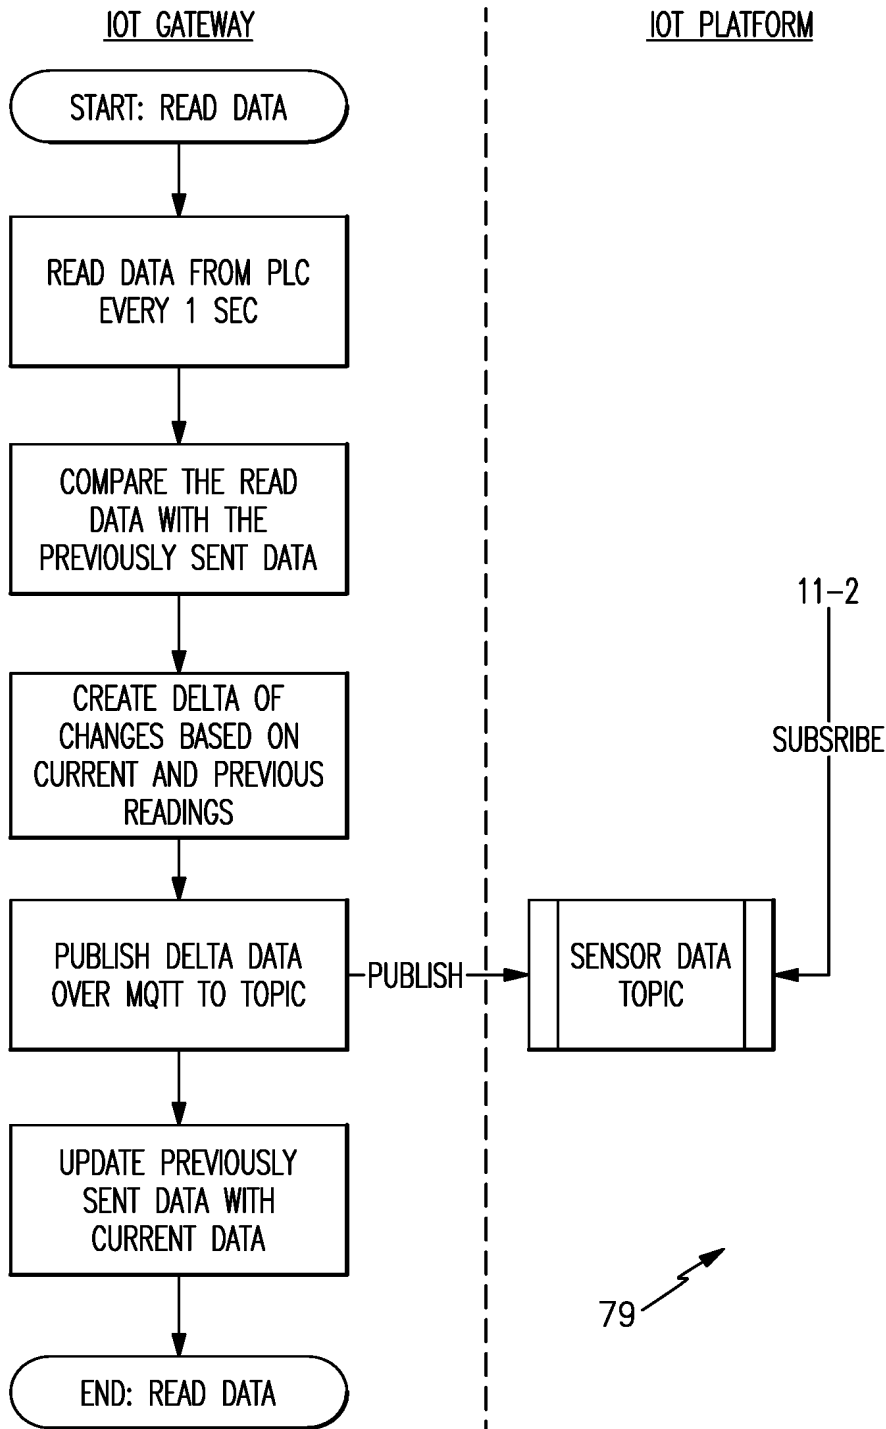 IOT GATEWAY
IOT PLATFORM
START: READ DATA
READ DATA FROM PLC
EVERY 1 SEC
COMPARE THE READ
DATA WITH THE
PREVIOUSLY SENT DATA
11-2
CREATE DELTA OF
CHANGES BASED ON
CURRENT AND PREVIOUS
READINGS
SUBSRIBE
PUBLISH DELTA DATA
OVER MQTT TO TOPIC
PUBLISH
SENSOR DATA
TOPIC
UPDATE PREVIOUSLY
SENT DATA WITH
CURRENT DATA
79
END: READ DATA